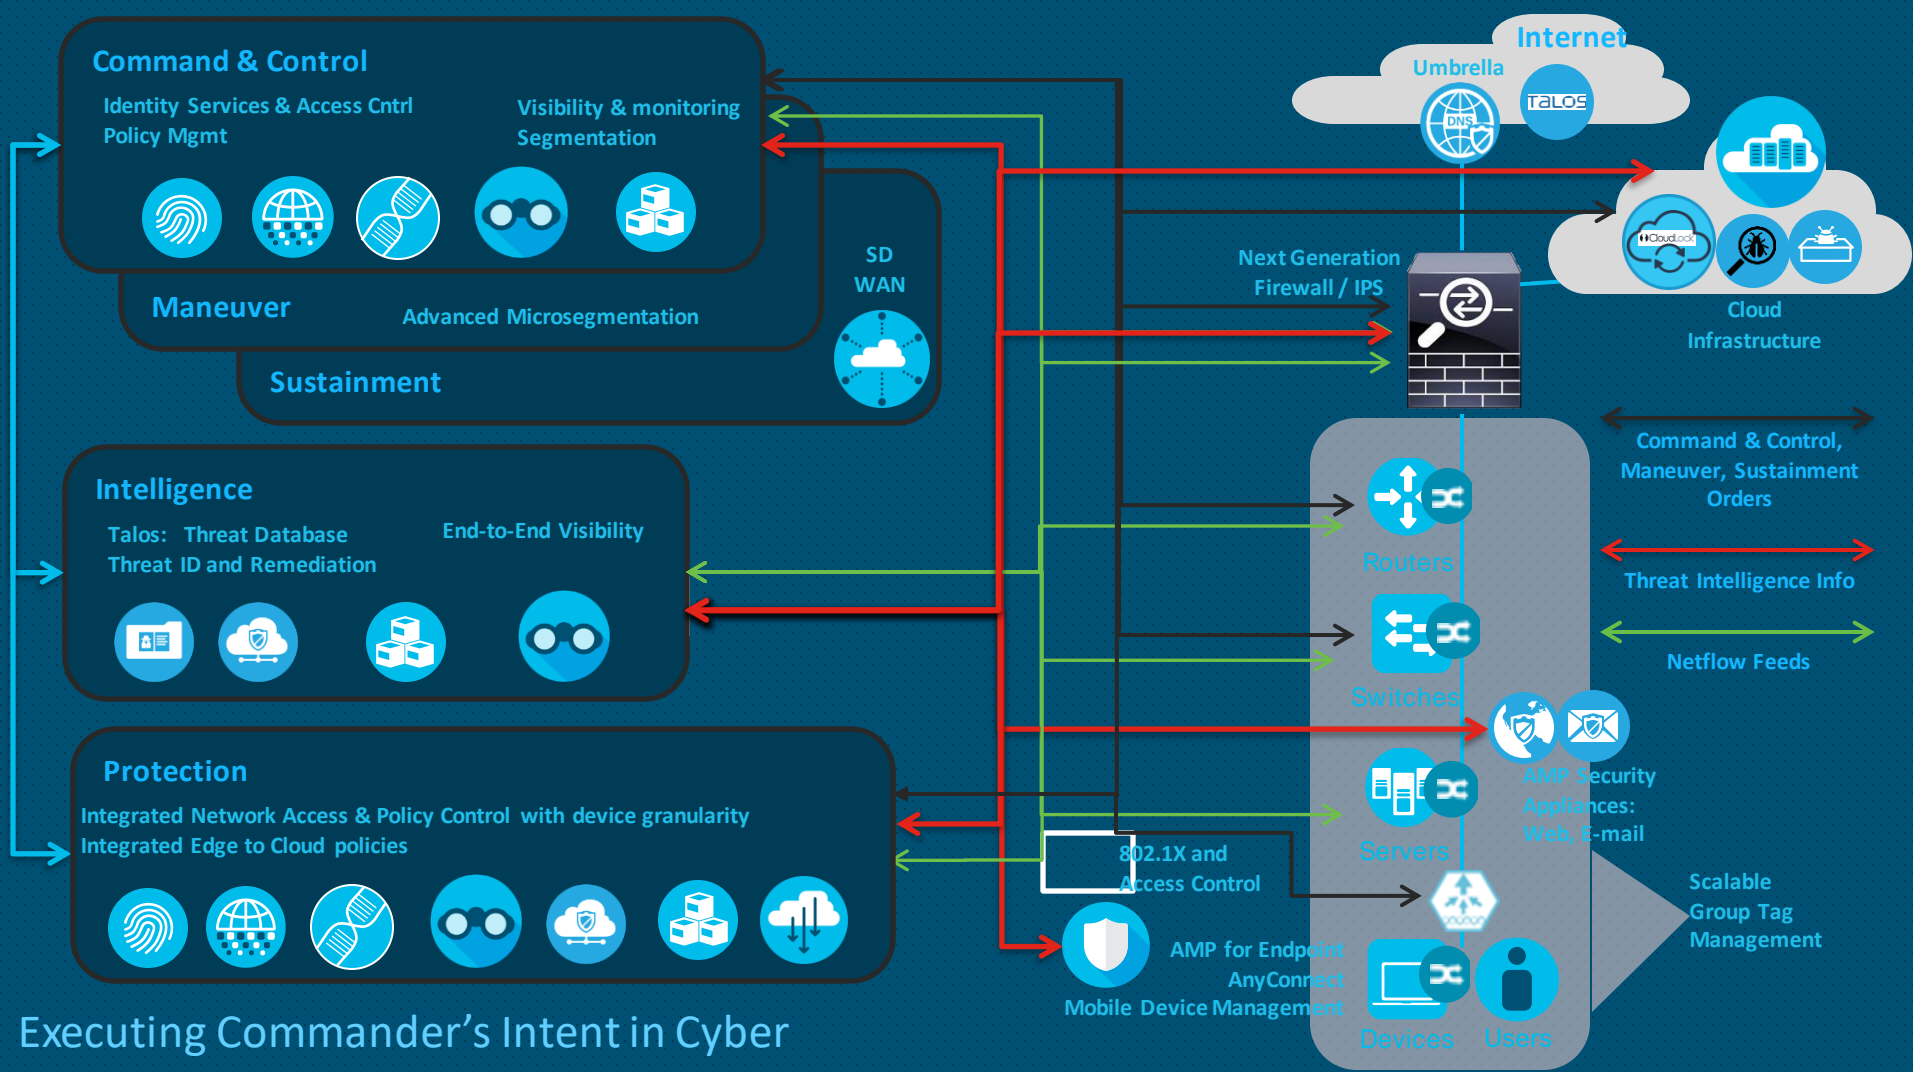 Command & Control
Identity Services & Access Cntrl
Policy Mgmt
Visibility & monitoring
Segmentation
Maneuver
Advanced Microsegmentation
Sustainment
SD
WAN
Intelligence
Talos: Threat Database
Threat ID and Remediation
End-to-End Visibility
Protection
Integrated Network Access & Policy Control with device granularity
Integrated Edge to Cloud policies
Executing Commander’s Intent in Cyber
Internet
Umbrella
DNS
TALOS
CloudLock
Cloud
Infrastructure
Next Generation
Firewall / IPS
Command & Control,
Maneuver, Sustainment
Orders
Threat Intelligence Info
Netflow Feeds
Routers
Switches
Servers
AMP Security
Appliances:
Web, E-mail
802.1X and
Access Control
AMP for Endpoint
AnyConnect
Mobile Device Management
Devices
Users
Scalable
Group Tag
Management